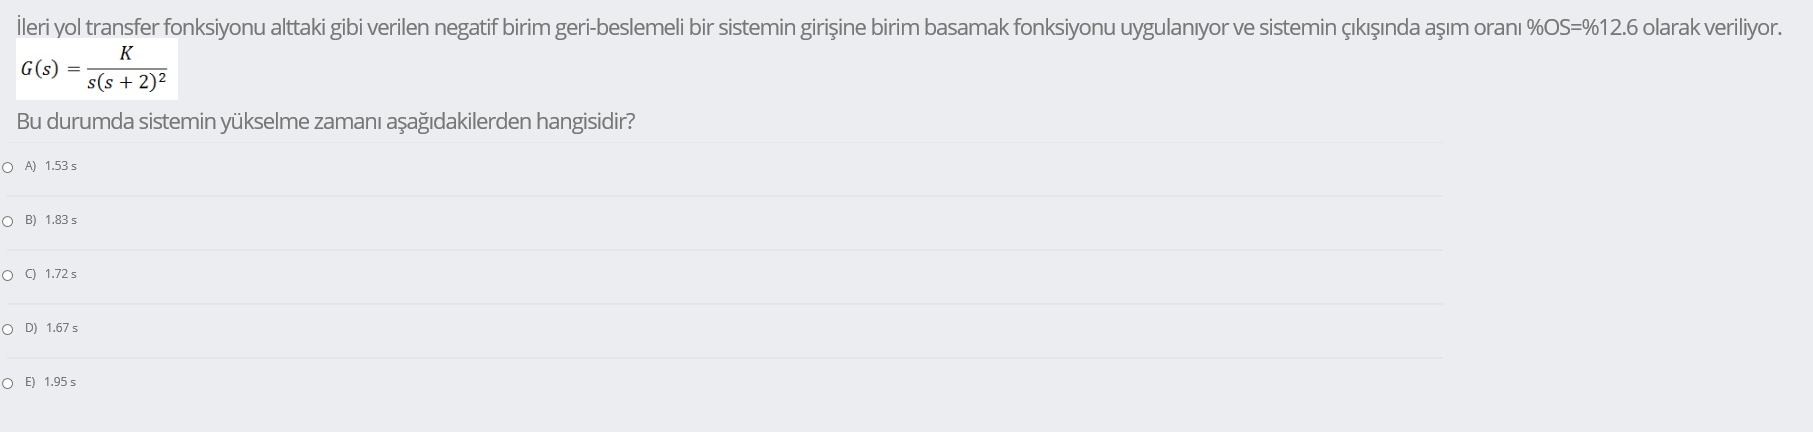 İleri yol transfer fonksiyonu alttaki gibi verilen negatif birim geri-beslemeli bir sistemin girişine birim basamak fonksiyonu uygulanıyor ve sistemin çıkışında aşım oranı %OS=%12.6 olarak veriliyor.
G(s) = K / s(s + 2)²
Bu durumda sistemin yükselme zamanı aşağıdakilerden hangisidir?
A) 1.53 s
B) 1.83 s
C) 1.72 s
D) 1.67 s
E) 1.95 s